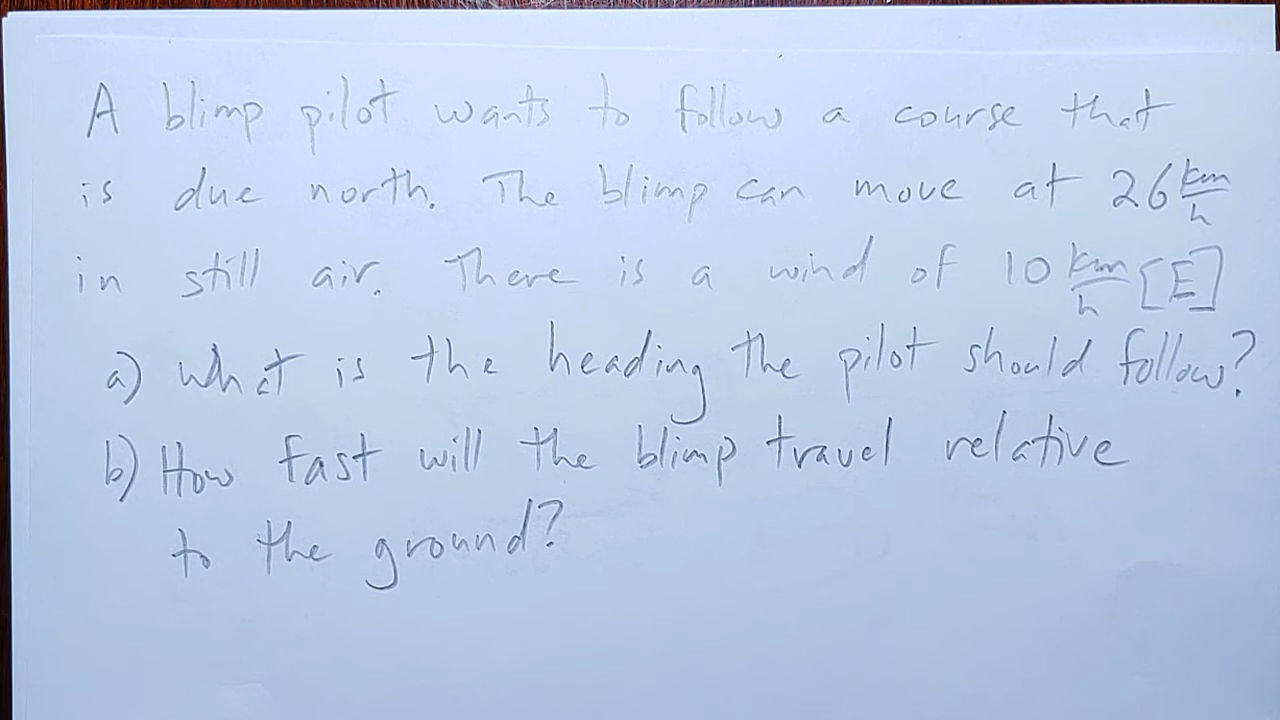 A blimp pilot wants to follow a course that
is due north. The blimp can move at 26 km/h
in still air. There is a wind of 10 km/h [E]
a) What is the heading the pilot should follow?
b) How fast will the blimp travel relative
to the ground?